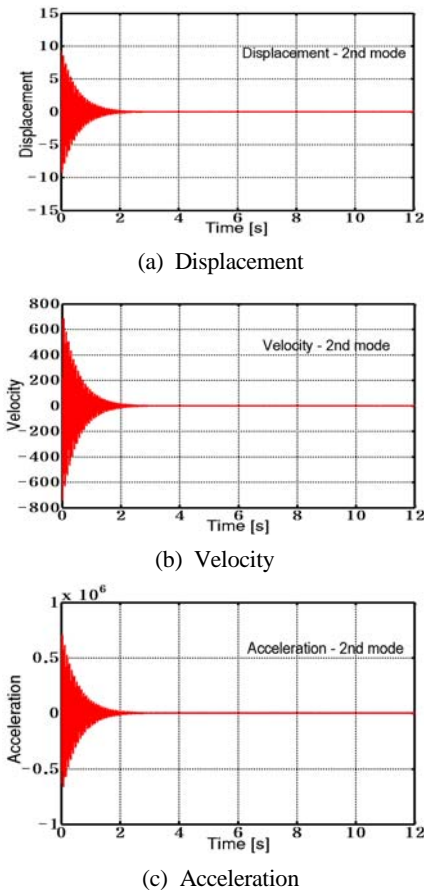 15
10
5
0
−5
−10
−15
Displacement
Displacement - 2nd mode
0 2 4 6 8 10 12
Time [s]
(a) Displacement
800
600
400
200
0
−200
−400
−600
−800
Velocity
Velocity - 2nd mode
0 2 4 6 8 10 12
Time [s]
(b) Velocity
x 10⁶
1
0.5
0
−0.5
−1
Acceleration
Acceleration - 2nd mode
0 2 4 6 8 10 12
Time [s]
(c) Acceleration